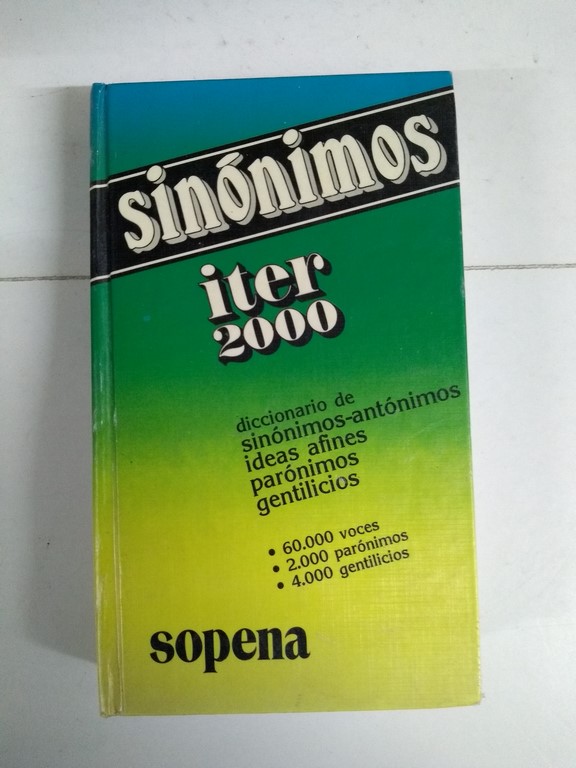 sinónimos
iter
2000
diccionario de
sinónimos-antónimos
ideas afines
parónimos
gentilicios
• 60.000 voces
• 2.000 parónimos
• 4.000 gentilicios
sopena